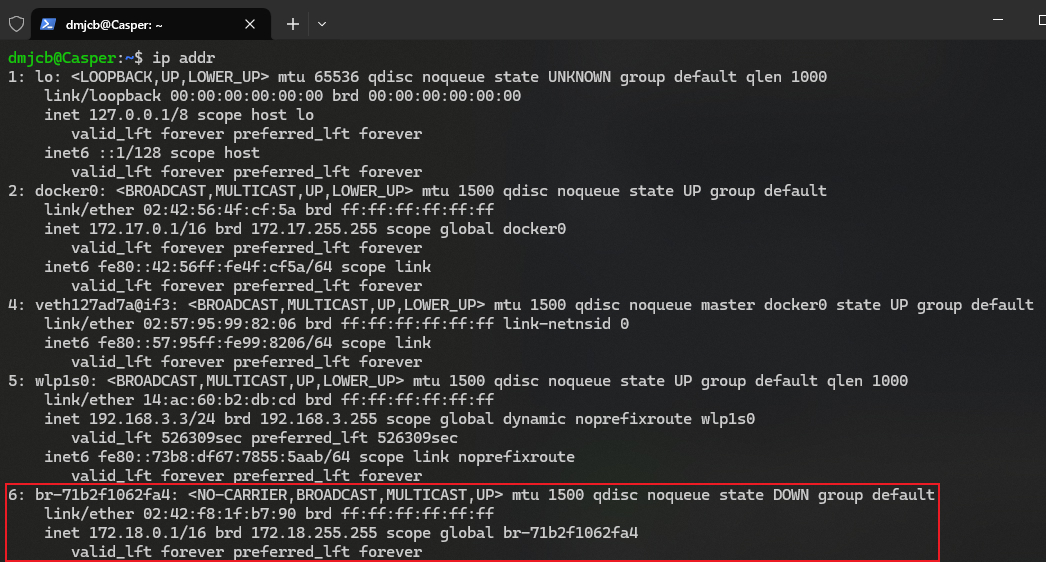 dmjcb@Casper: ~
dmjcb@Casper:~$ ip addr
1: lo: <LOOPBACK,UP,LOWER_UP> mtu 65536 qdisc noqueue state UNKNOWN group default qlen 1000
    link/loopback 00:00:00:00:00:00 brd 00:00:00:00:00:00
    inet 127.0.0.1/8 scope host lo
       valid_lft forever preferred_lft forever
    inet6 ::1/128 scope host
       valid_lft forever preferred_lft forever
2: docker0: <BROADCAST,MULTICAST,UP,LOWER_UP> mtu 1500 qdisc noqueue state UP group default
    link/ether 02:42:56:4f:cf:5a brd ff:ff:ff:ff:ff:ff
    inet 172.17.0.1/16 brd 172.17.255.255 scope global docker0
       valid_lft forever preferred_lft forever
    inet6 fe80::42:56ff:fe4f:cf5a/64 scope link
       valid_lft forever preferred_lft forever
4: veth127ad7a@if3: <BROADCAST,MULTICAST,UP,LOWER_UP> mtu 1500 qdisc noqueue master docker0 state UP group default
    link/ether 02:57:95:99:82:06 brd ff:ff:ff:ff:ff:ff link-netnsid 0
    inet6 fe80::57:95ff:fe99:8206/64 scope link
       valid_lft forever preferred_lft forever
5: wlp1s0: <BROADCAST,MULTICAST,UP,LOWER_UP> mtu 1500 qdisc noqueue state UP group default qlen 1000
    link/ether 14:ac:60:b2:db:cd brd ff:ff:ff:ff:ff:ff
    inet 192.168.3.3/24 brd 192.168.3.255 scope global dynamic noprefixroute wlp1s0
       valid_lft 526309sec preferred_lft 526309sec
    inet6 fe80::73b8:df67:7855:5aab/64 scope link noprefixroute
       valid_lft forever preferred_lft forever
6: br-71b2f1062fa4: <NO-CARRIER,BROADCAST,MULTICAST,UP> mtu 1500 qdisc noqueue state DOWN group default
    link/ether 02:42:f8:1f:b7:90 brd ff:ff:ff:ff:ff:ff
    inet 172.18.0.1/16 brd 172.18.255.255 scope global br-71b2f1062fa4
       valid_lft forever preferred_lft forever